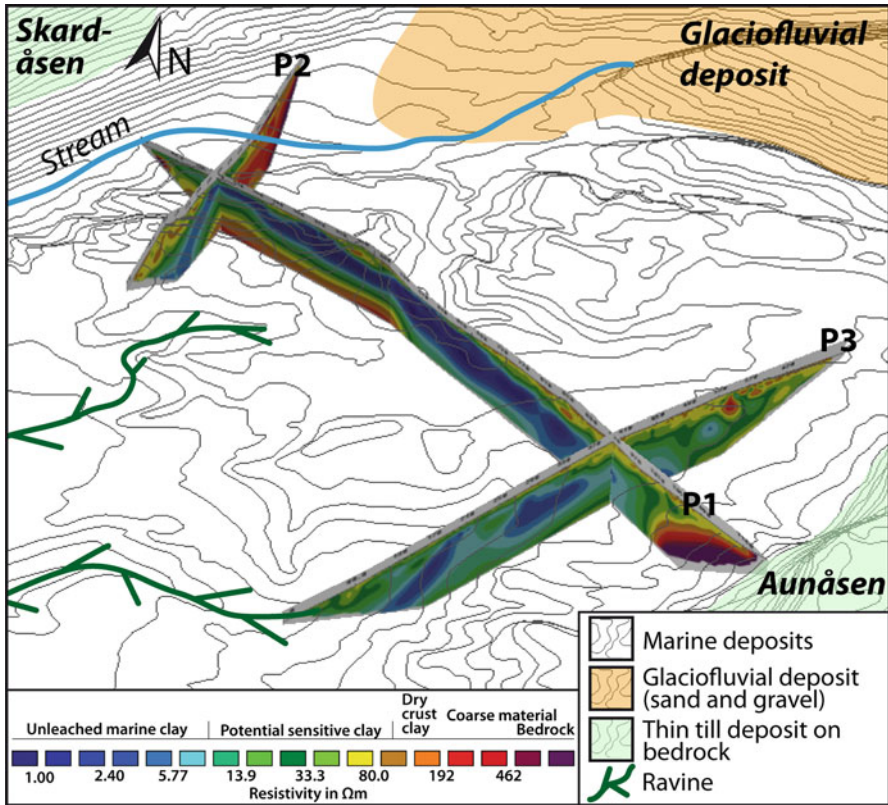 Skard-
åsen
N
P2
Glaciofluvial
deposit
Stream
P3
P1
Aunåsen
Marine deposits
Glaciofluvial deposit
(sand and gravel)
Thin till deposit on
bedrock
Ravine
Unleached marine clay
Potential sensitive clay
Dry
crust
clay
Coarse material
Bedrock
1.00 2.40 5.77 13.9 33.3 80.0 192 462
Resistivity in Ωm